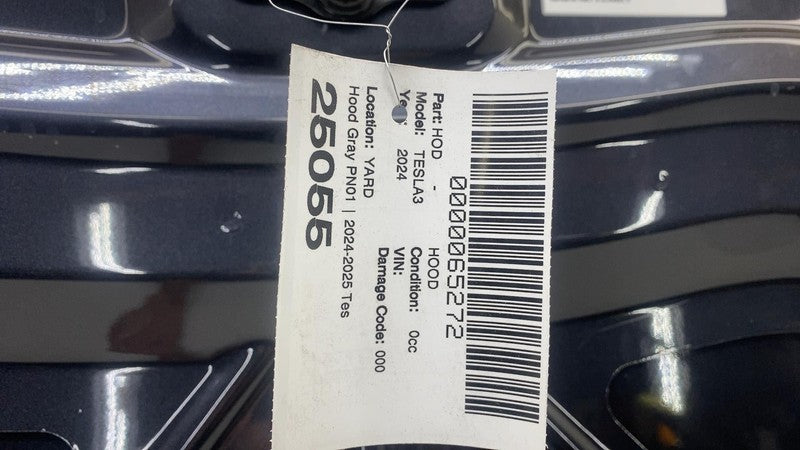 0000065272
Part: HOD - HOOD
Model: TESLA3 Condition: 0cc
Year: 2024 VIN:
Damage Code: 000
Location: YARD
Hood Gray PN01 | 2024-2025 Tes
25055